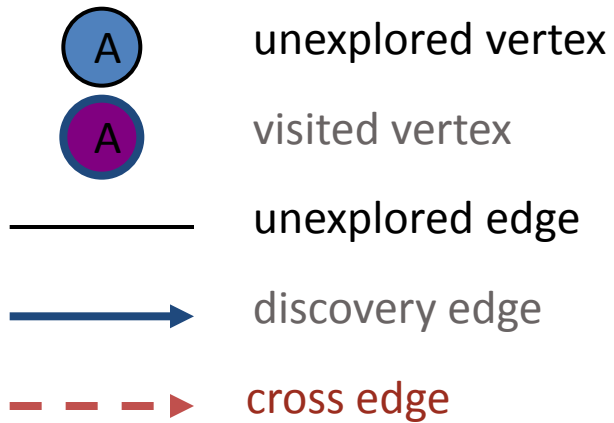 A unexplored vertex
A visited vertex
unexplored edge
discovery edge
cross edge